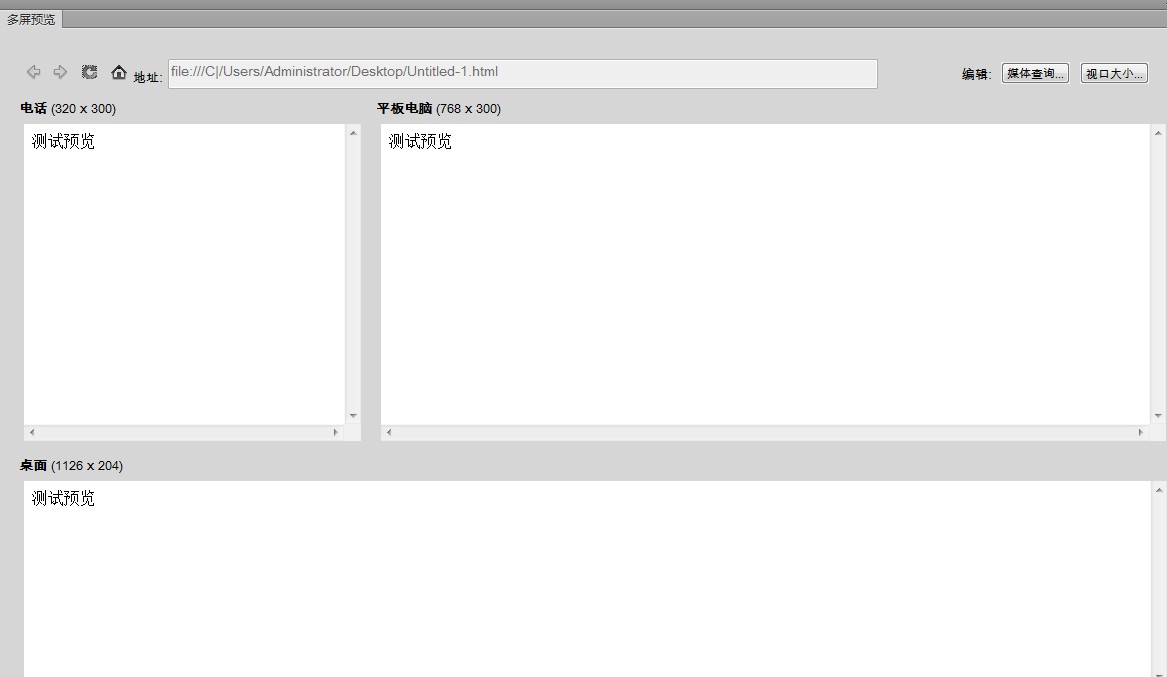 多屏预览
地址: file:///C|/Users/Administrator/Desktop/Untitled-1.html 编辑: 媒体查询... 视口大小...
电话 (320 x 300) 平板电脑 (768 x 300)
测试预览 测试预览
桌面 (1126 x 204)
测试预览